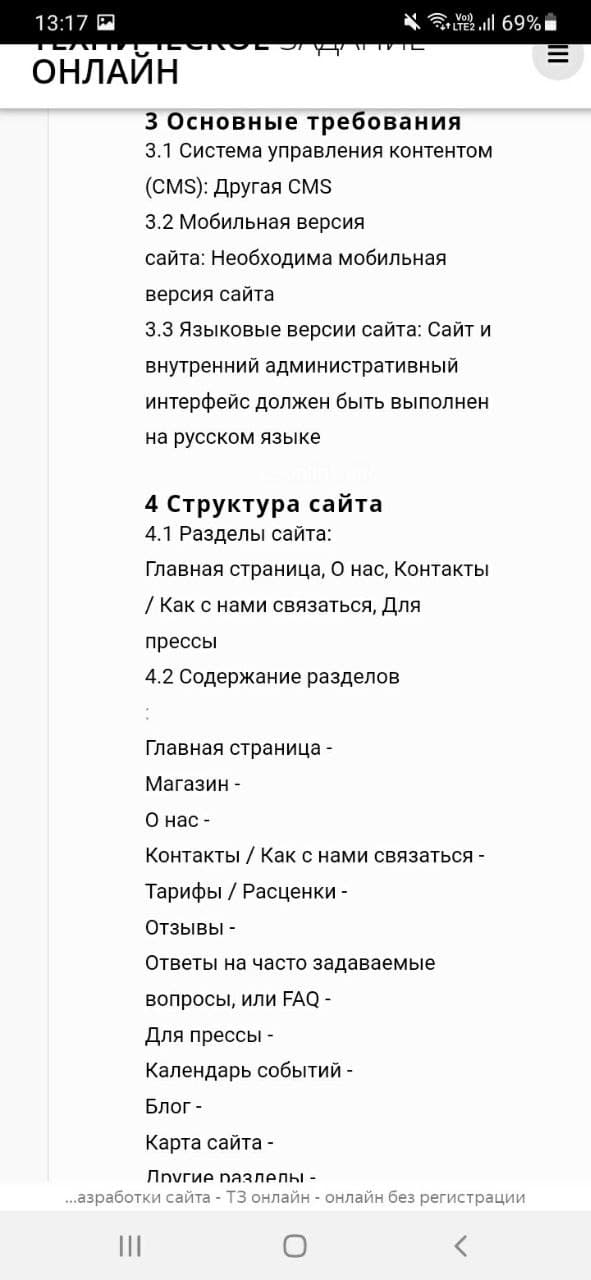 13:17
Vo)) LTE2 69%
ТЕХНИЧЕСКОЕ ЗАДАНИЕ
ОНЛАЙН
3 Основные требования
3.1 Система управления контентом
(CMS): Другая CMS
3.2 Мобильная версия
сайта: Необходима мобильная
версия сайта
3.3 Языковые версии сайта: Сайт и
внутренний административный
интерфейс должен быть выполнен
на русском языке
4 Структура сайта
4.1 Разделы сайта:
Главная страница, О нас, Контакты
/ Как с нами связаться, Для
прессы
4.2 Содержание разделов
:
Главная страница -
Магазин -
О нас -
Контакты / Как с нами связаться -
Тарифы / Расценки -
Отзывы -
Ответы на часто задаваемые
вопросы, или FAQ -
Для прессы -
Календарь событий -
Блог -
Карта сайта -
Другие разделы -
...азработки сайта - ТЗ онлайн - онлайн без регистрации